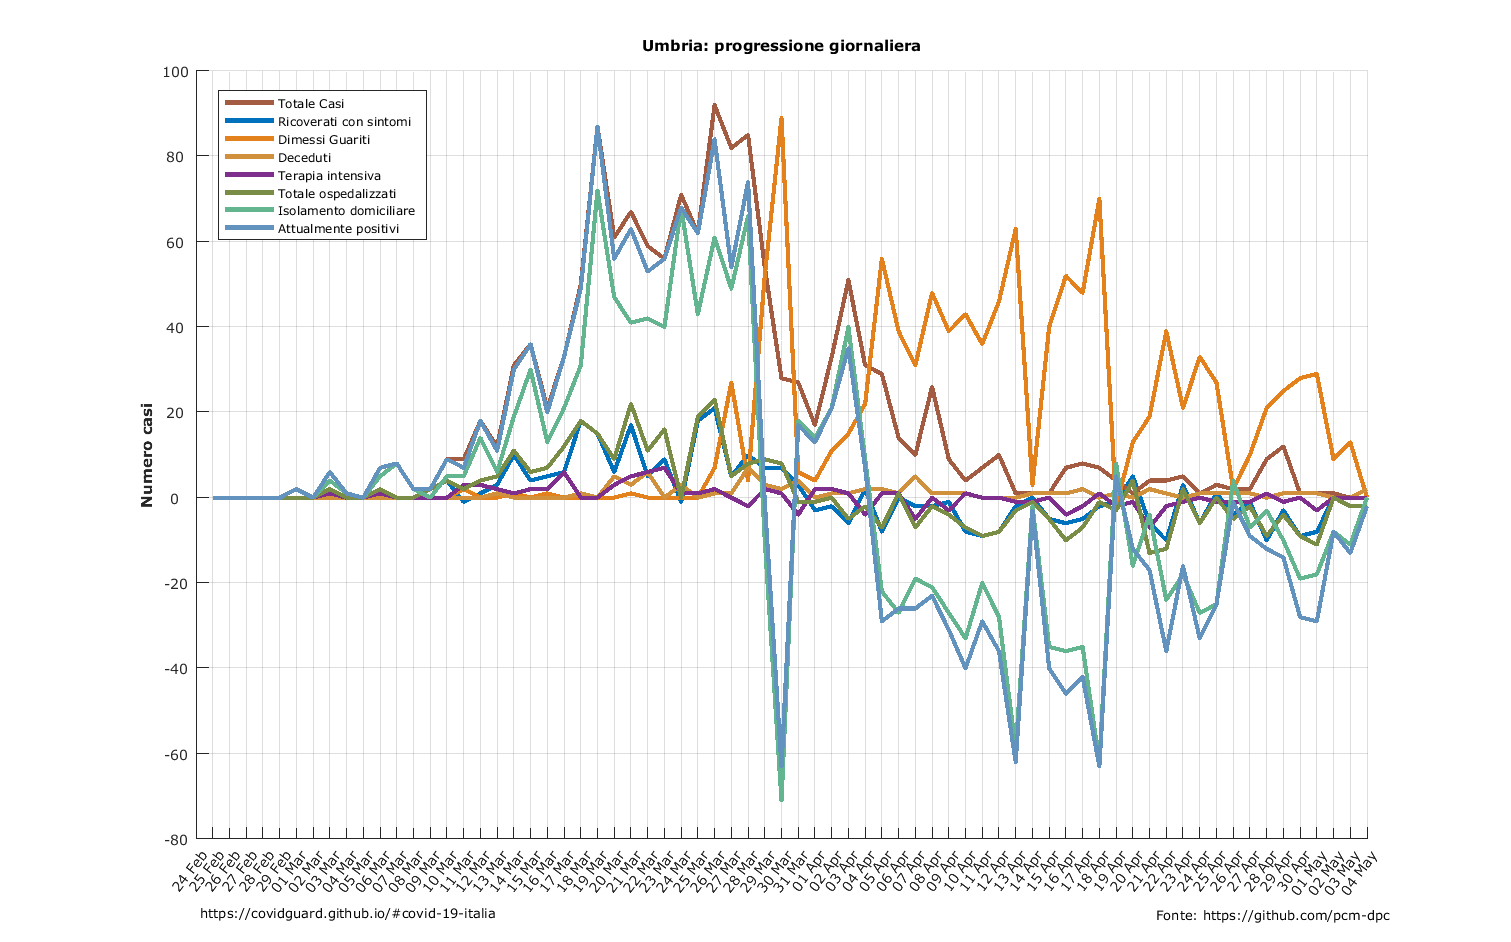 Umbria: progressione giornaliera
Totale Casi
Ricoverati con sintomi
Dimessi Guariti
Deceduti
Terapia intensiva
Totale ospedalizzati
Isolamento domiciliare
Attualmente positivi
Numero casi
100
80
60
40
20
0
-20
-40
-60
-80
24 Feb
25 Feb
26 Feb
27 Feb
28 Feb
29 Feb
01 Mar
02 Mar
03 Mar
04 Mar
05 Mar
06 Mar
07 Mar
08 Mar
09 Mar
10 Mar
11 Mar
12 Mar
13 Mar
14 Mar
15 Mar
16 Mar
17 Mar
18 Mar
19 Mar
20 Mar
21 Mar
22 Mar
23 Mar
24 Mar
25 Mar
26 Mar
27 Mar
28 Mar
29 Mar
30 Mar
31 Mar
01 Apr
02 Apr
03 Apr
04 Apr
05 Apr
06 Apr
07 Apr
08 Apr
09 Apr
10 Apr
11 Apr
12 Apr
13 Apr
14 Apr
15 Apr
16 Apr
17 Apr
18 Apr
19 Apr
20 Apr
21 Apr
22 Apr
23 Apr
24 Apr
25 Apr
26 Apr
27 Apr
28 Apr
29 Apr
30 Apr
01 May
02 May
03 May
04 May
https://covidguard.github.io/#covid-19-italia
Fonte: https://github.com/pcm-dpc